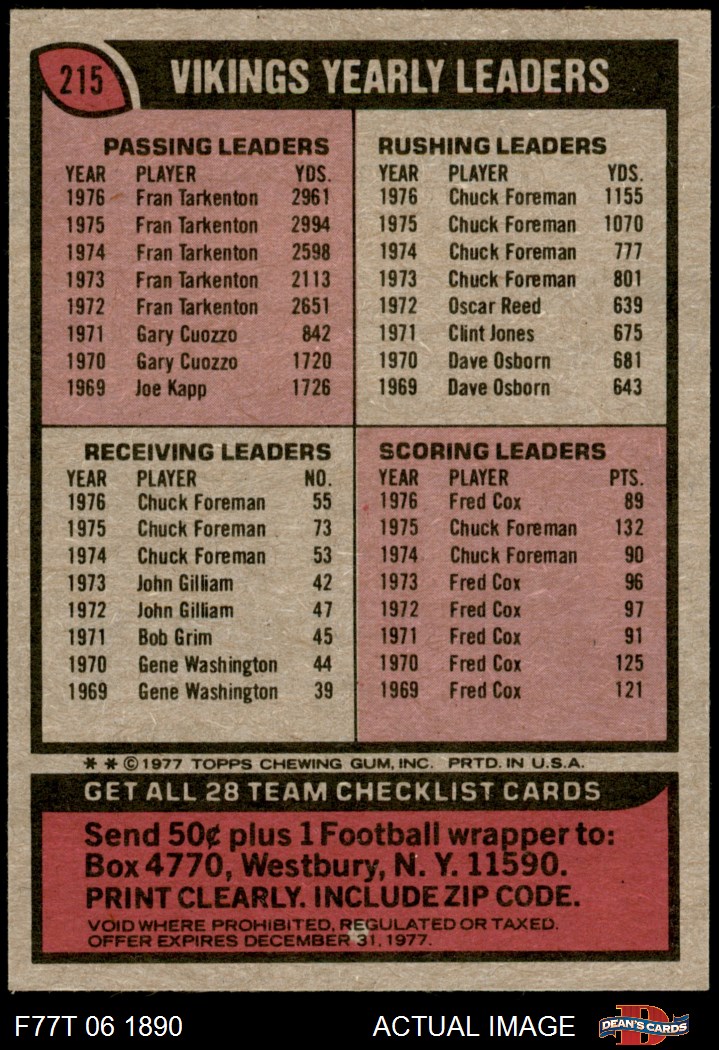 215
VIKINGS YEARLY LEADERS
PASSING LEADERS
YEAR PLAYER YDS.
1976 Fran Tarkenton 2961
1975 Fran Tarkenton 2994
1974 Fran Tarkenton 2598
1973 Fran Tarkenton 2113
1972 Fran Tarkenton 2651
1971 Gary Cuozzo 842
1970 Gary Cuozzo 1720
1969 Joe Kapp 1726
RUSHING LEADERS
YEAR PLAYER YDS.
1976 Chuck Foreman 1155
1975 Chuck Foreman 1070
1974 Chuck Foreman 777
1973 Chuck Foreman 801
1972 Oscar Reed 639
1971 Clint Jones 675
1970 Dave Osborn 681
1969 Dave Osborn 643
RECEIVING LEADERS
YEAR PLAYER NO.
1976 Chuck Foreman 55
1975 Chuck Foreman 73
1974 Chuck Foreman 53
1973 John Gilliam 42
1972 John Gilliam 47
1971 Bob Grim 45
1970 Gene Washington 44
1969 Gene Washington 39
SCORING LEADERS
YEAR PLAYER PTS.
1976 Fred Cox 89
1975 Chuck Foreman 132
1974 Chuck Foreman 90
1973 Fred Cox 96
1972 Fred Cox 97
1971 Fred Cox 91
1970 Fred Cox 125
1969 Fred Cox 121
* * ©1977 TOPPS CHEWING GUM, INC. PRTD. IN U.S.A.
GET ALL 28 TEAM CHECKLIST CARDS
Send 50¢ plus 1 Football wrapper to:
Box 4770, Westbury, N. Y. 11590.
PRINT CLEARLY. INCLUDE ZIP CODE.
VOID WHERE PROHIBITED, REGULATED OR TAXED.
OFFER EXPIRES DECEMBER 31, 1977.
F77T 06 1890 ACTUAL IMAGE
D
DEAN'S CARDS